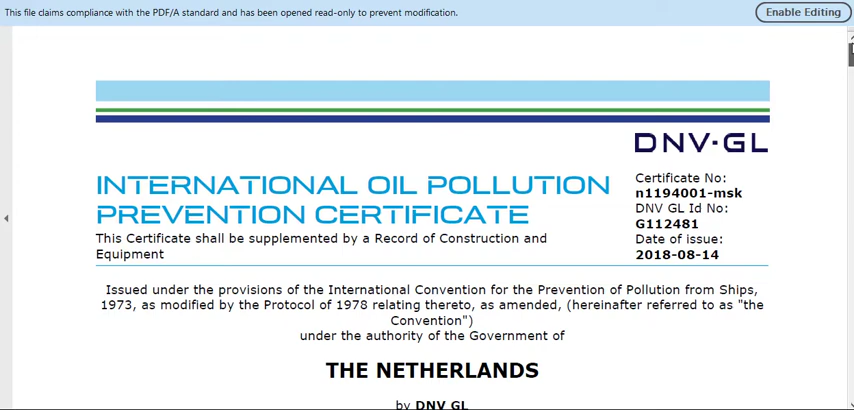 This file claims compliance with the PDF/A standard and has been opened read-only to prevent modification.
Enable Editing
DNV·GL
INTERNATIONAL OIL POLLUTION
PREVENTION CERTIFICATE
This Certificate shall be supplemented by a Record of Construction and
Equipment
Certificate No:
n1194001-msk
DNV GL Id No:
G112481
Date of issue:
2018-08-14
Issued under the provisions of the International Convention for the Prevention of Pollution from Ships,
1973, as modified by the Protocol of 1978 relating thereto, as amended, (hereinafter referred to as "the
Convention")
under the authority of the Government of
THE NETHERLANDS
by DNV GL